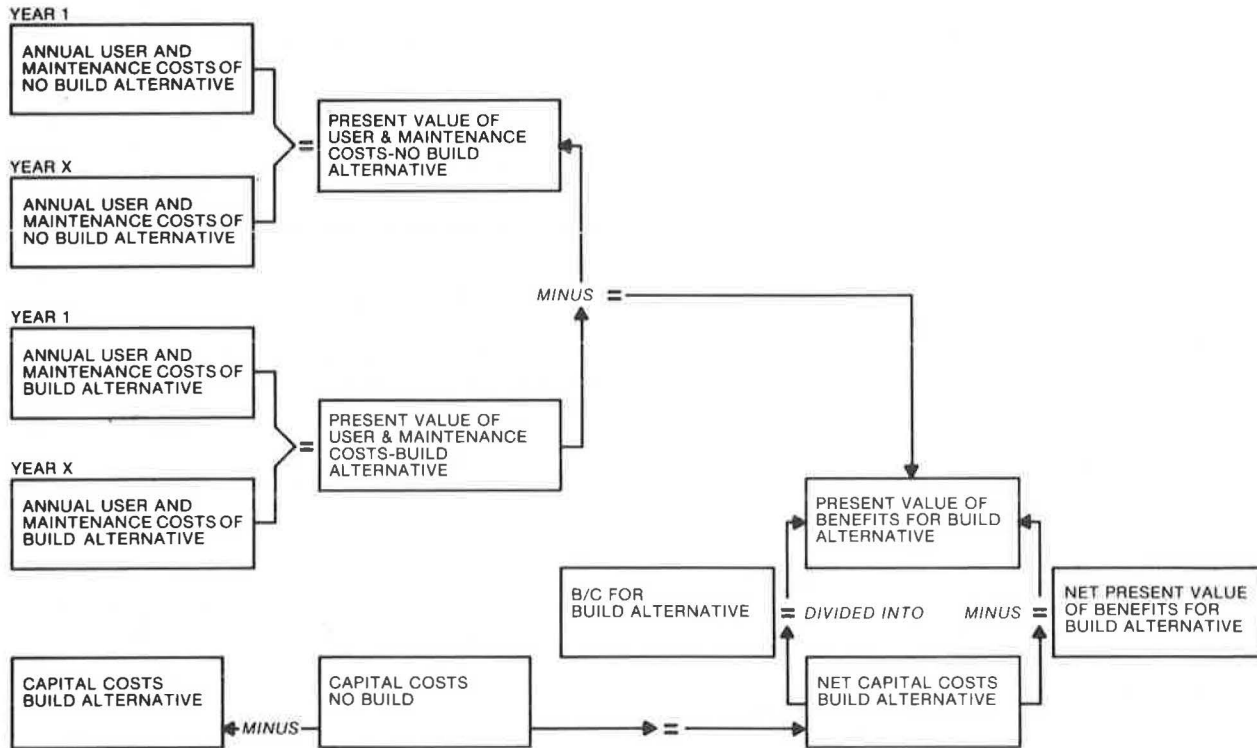 YEAR 1
ANNUAL USER AND
MAINTENANCE COSTS OF
NO BUILD ALTERNATIVE
=
PRESENT VALUE OF
USER & MAINTENANCE
COSTS-NO BUILD
ALTERNATIVE
YEAR X
ANNUAL USER AND
MAINTENANCE COSTS OF
NO BUILD ALTERNATIVE
MINUS =
YEAR 1
ANNUAL USER AND
MAINTENANCE COSTS OF
BUILD ALTERNATIVE
=
PRESENT VALUE OF
USER & MAINTENANCE
COSTS-BUILD
ALTERNATIVE
YEAR X
ANNUAL USER AND
MAINTENANCE COSTS OF
BUILD ALTERNATIVE
PRESENT VALUE OF
BENEFITS FOR BUILD
ALTERNATIVE
B/C FOR
BUILD ALTERNATIVE
= DIVIDED INTO
MINUS =
NET PRESENT VALUE
OF BENEFITS FOR
BUILD ALTERNATIVE
CAPITAL COSTS
BUILD ALTERNATIVE
MINUS
CAPITAL COSTS
NO BUILD
=
NET CAPITAL COSTS
BUILD ALTERNATIVE